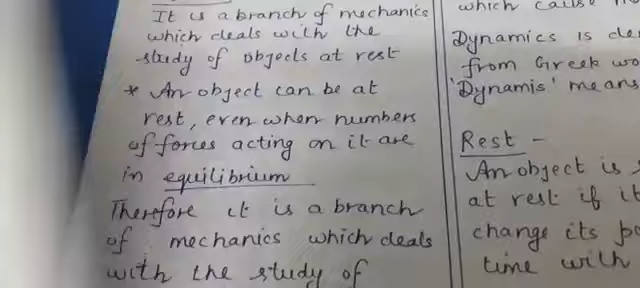 It is a branch of mechanics
which deals with the
study of objects at rest
* An object can be at
rest, even when numbers
of forces acting on it are
in equilibrium
Therefore it is a branch
of mechanics which deals
with the study of
which
Dynamics is
from Greek
'Dynamis' means
Rest -
An object is
at rest if it
change its
time with